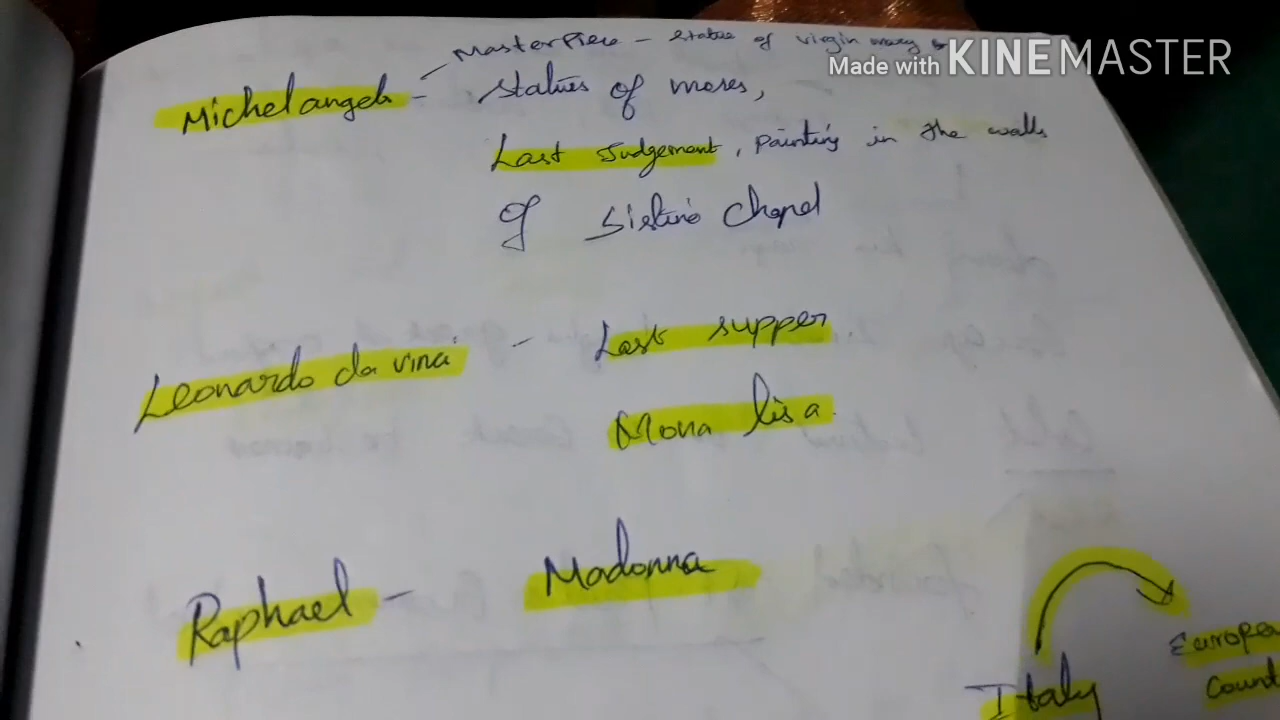 Masterpiece - statue of virgin mary &
Made with KINEMASTER
Michelangelo - statues of moses,
Last Judgement, painting in the walls
of Sistine Chapel
Leonardo da vinci - Last supper
Mona lisa
Raphael - Madonna
Europea
Italy
Count